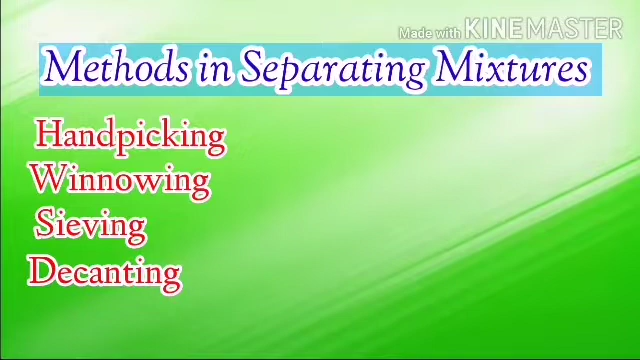 Made with KINEMASTER
Methods in Separating Mixtures
Handpicking
Winnowing
Sieving
Decanting